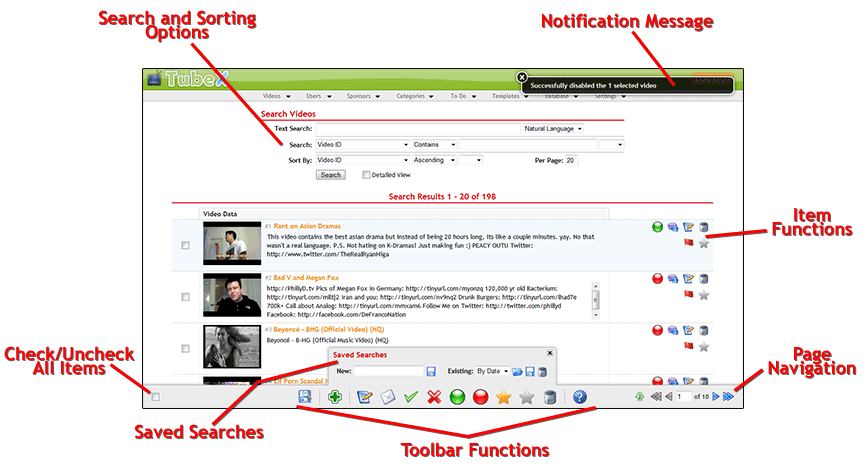 Search and Sorting
Options
Notification Message
TubeX
Successfully disabled the 1 selected video
Videos Users Sponsors Categories To Do Templates Database Settings
Search Videos
Text Search: Natural Language
Search: Video ID Contains
Sort By: Video ID Ascending Per Page: 20
Search Detailed View
Search Results 1 - 20 of 198
Video Data
#1 Rant on Asian Dramas
This video contains the best asian drama but instead of being 20 hours long, its like a couple minutes. yay. No that
wasn't a real language. P.S. Not hating on K-Dramas! Just making fun :) PEACY OUTU Twitter:
http://www.twitter.com/TheRealRyanHiga
Item
Functions
#2 Bad V and Megan Fox
http://PhillyD.tv Pics of Megan Fox in Germany: http://tinyurl.com/myonzq 120,000 yr old Bacterium:
http://tinyurl.com/militj2 Iran and you: http://tinyurl.com/nv9nq2 Drunk Burgers: http://tinyurl.com/lhad7e
700k+ Call about Analog: http://tinyurl.com/mmxam6 Follow Me on Twitter: http://twitter.com/phillyd
Facebook: http://facebook.com/DeFrancoNation
#3 Beyoncé - BHG (Official Video) (HQ)
Beyoncé - B-HG (Official Music Video) (HQ)
Check/Uncheck
All Items
Saved Searches
New: Existing: By Date
Page
Navigation
#4 Ed Porn Scandal
1 of 10
Saved Searches
Toolbar Functions